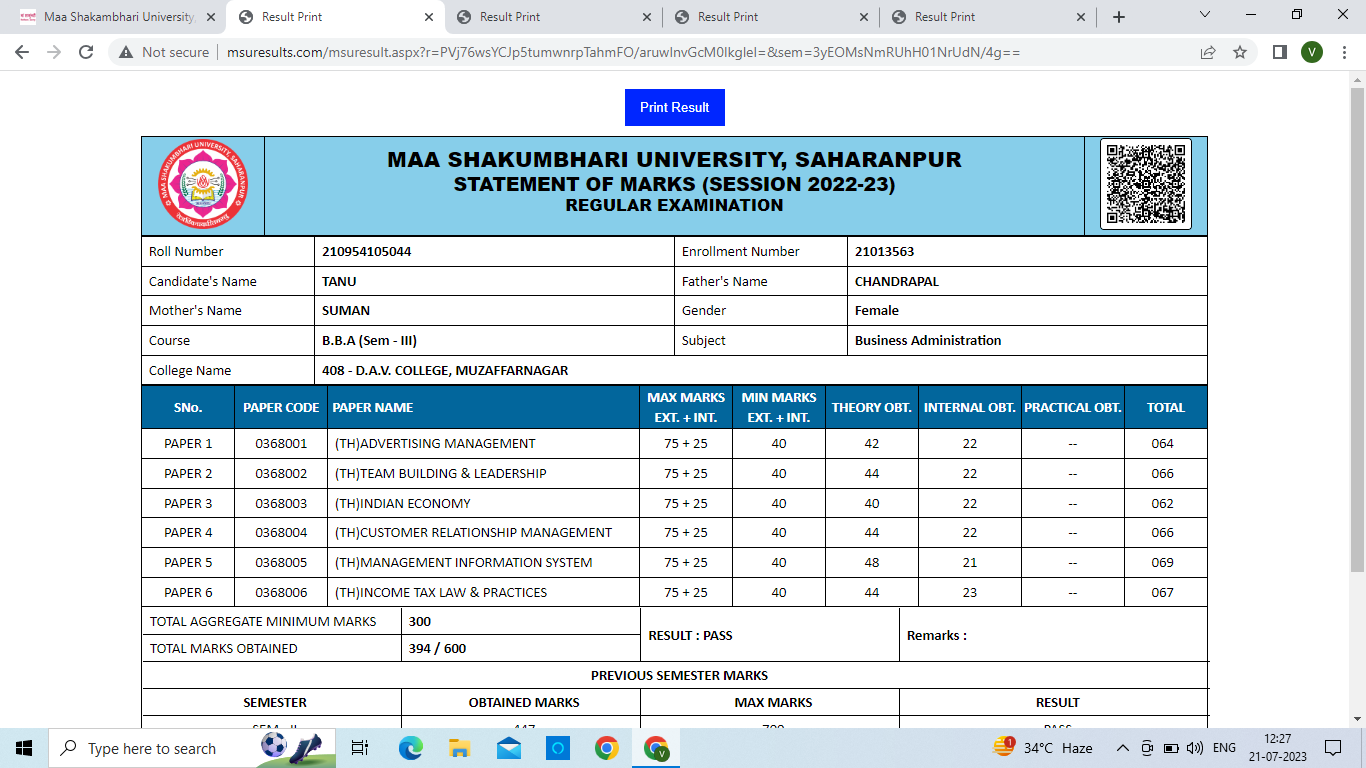 Maa Shakambhari University,
Result Print
Result Print
Result Print
Result Print
Not secure
msuresults.com/msuresult.aspx?r=PVj76wsYCJp5tumwnrpTahmFO/aruwInvGcM0Ikglel=&sem=3yEOMsNmRUhH01NrUdN/4g==
V
Print Result
MAA SHAKUMBHARI UNIVERSITY, SAHARANPUR
STATEMENT OF MARKS (SESSION 2022-23)
REGULAR EXAMINATION
MAA SHAKUMBHARI UNIVERSITY, SAHARANPUR
Roll Number 210954105044 Enrollment Number 21013563
Candidate's Name TANU Father's Name CHANDRAPAL
Mother's Name SUMAN Gender Female
Course B.B.A (Sem - III) Subject Business Administration
College Name 408 - D.A.V. COLLEGE, MUZAFFARNAGAR
SNo. PAPER CODE PAPER NAME MAX MARKS EXT. + INT. MIN MARKS EXT. + INT. THEORY OBT. INTERNAL OBT. PRACTICAL OBT. TOTAL
PAPER 1 0368001 (TH)ADVERTISING MANAGEMENT 75 + 25 40 42 22 -- 064
PAPER 2 0368002 (TH)TEAM BUILDING & LEADERSHIP 75 + 25 40 44 22 -- 066
PAPER 3 0368003 (TH)INDIAN ECONOMY 75 + 25 40 40 22 -- 062
PAPER 4 0368004 (TH)CUSTOMER RELATIONSHIP MANAGEMENT 75 + 25 40 44 22 -- 066
PAPER 5 0368005 (TH)MANAGEMENT INFORMATION SYSTEM 75 + 25 40 48 21 -- 069
PAPER 6 0368006 (TH)INCOME TAX LAW & PRACTICES 75 + 25 40 44 23 -- 067
TOTAL AGGREGATE MINIMUM MARKS 300
RESULT : PASS Remarks :
TOTAL MARKS OBTAINED 394 / 600
PREVIOUS SEMESTER MARKS
SEMESTER OBTAINED MARKS MAX MARKS RESULT
Type here to search
1
34°C Haze
ENG
12:27
21-07-2023